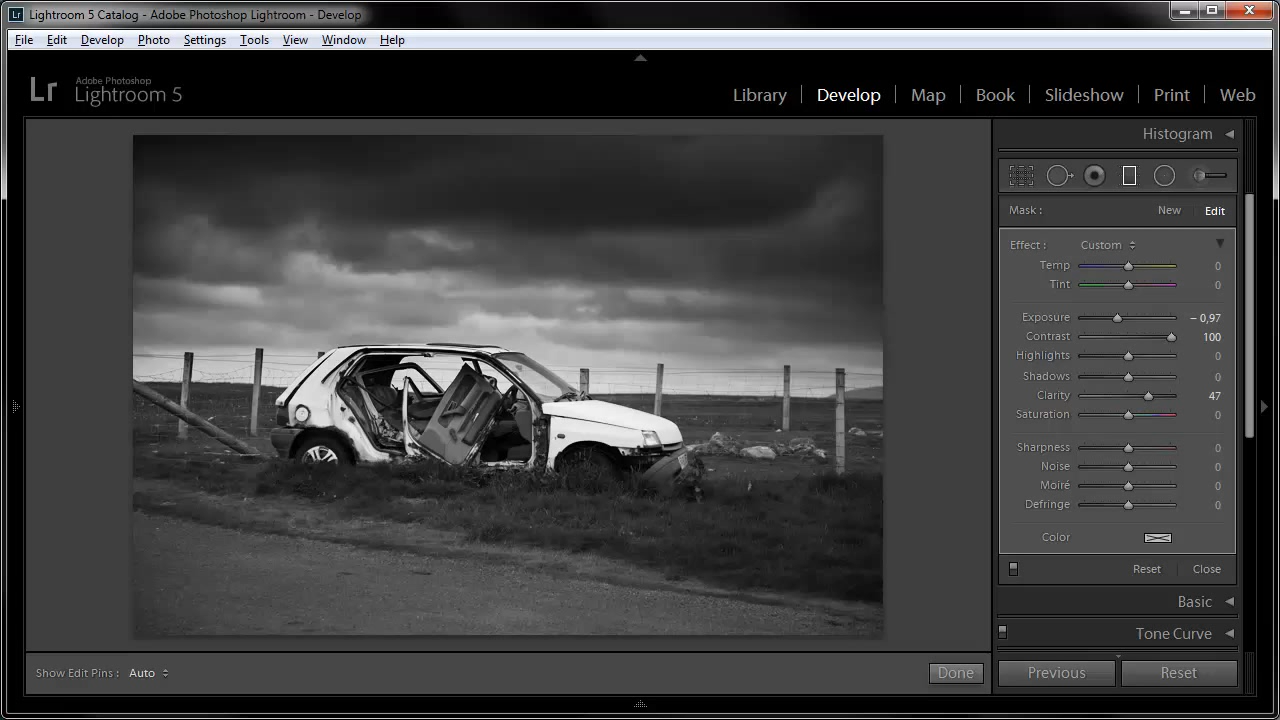 Lr Lightroom 5 Catalog - Adobe Photoshop Lightroom - Develop
File Edit Develop Photo Settings Tools View Window Help
Lr Adobe Photoshop
Lightroom 5
Library | Develop | Map | Book | Slideshow | Print | Web
Histogram
Mask : New Edit
Effect : Custom
Temp 0
Tint 0
Exposure – 0,97
Contrast 100
Highlights 0
Shadows 0
Clarity 47
Saturation 0
Sharpness 0
Noise 0
Moiré 0
Defringe 0
Color
Reset Close
Basic
Tone Curve
Show Edit Pins : Auto Done Previous Reset